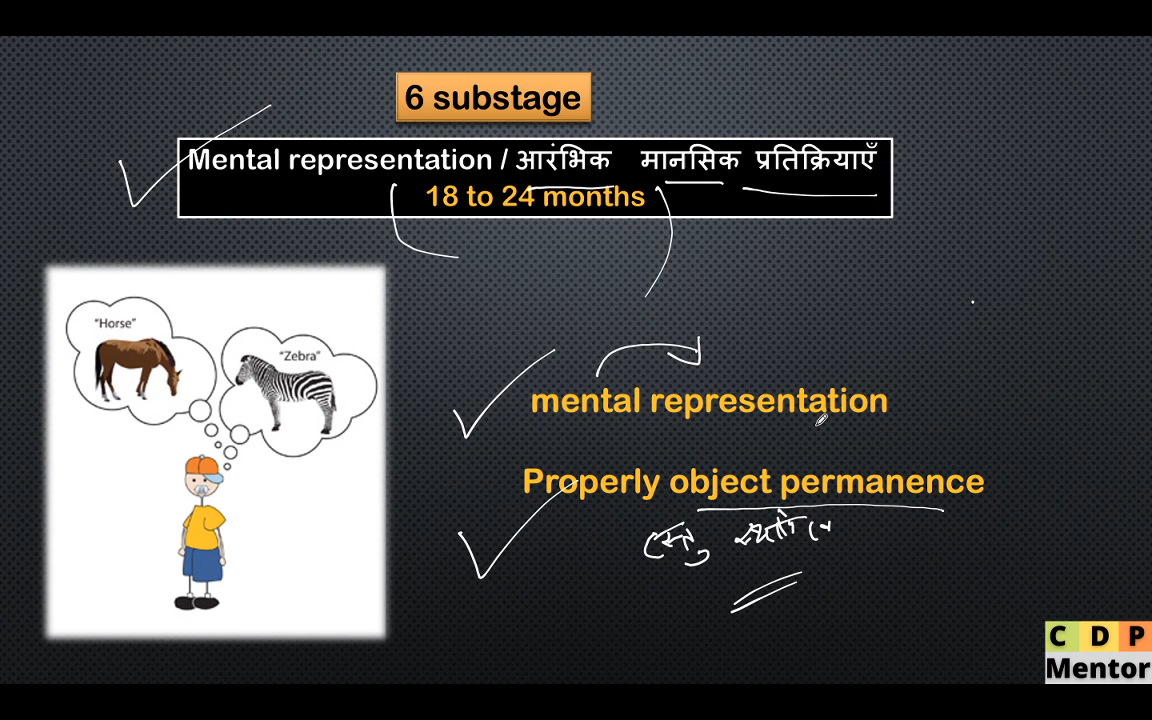 6 substage
Mental representation / आरंभिक मानसिक प्रतिक्रियाएँ
18 to 24 months
"Horse"
"Zebra"
mental representation
Properly object permanence
C D P
Mentor